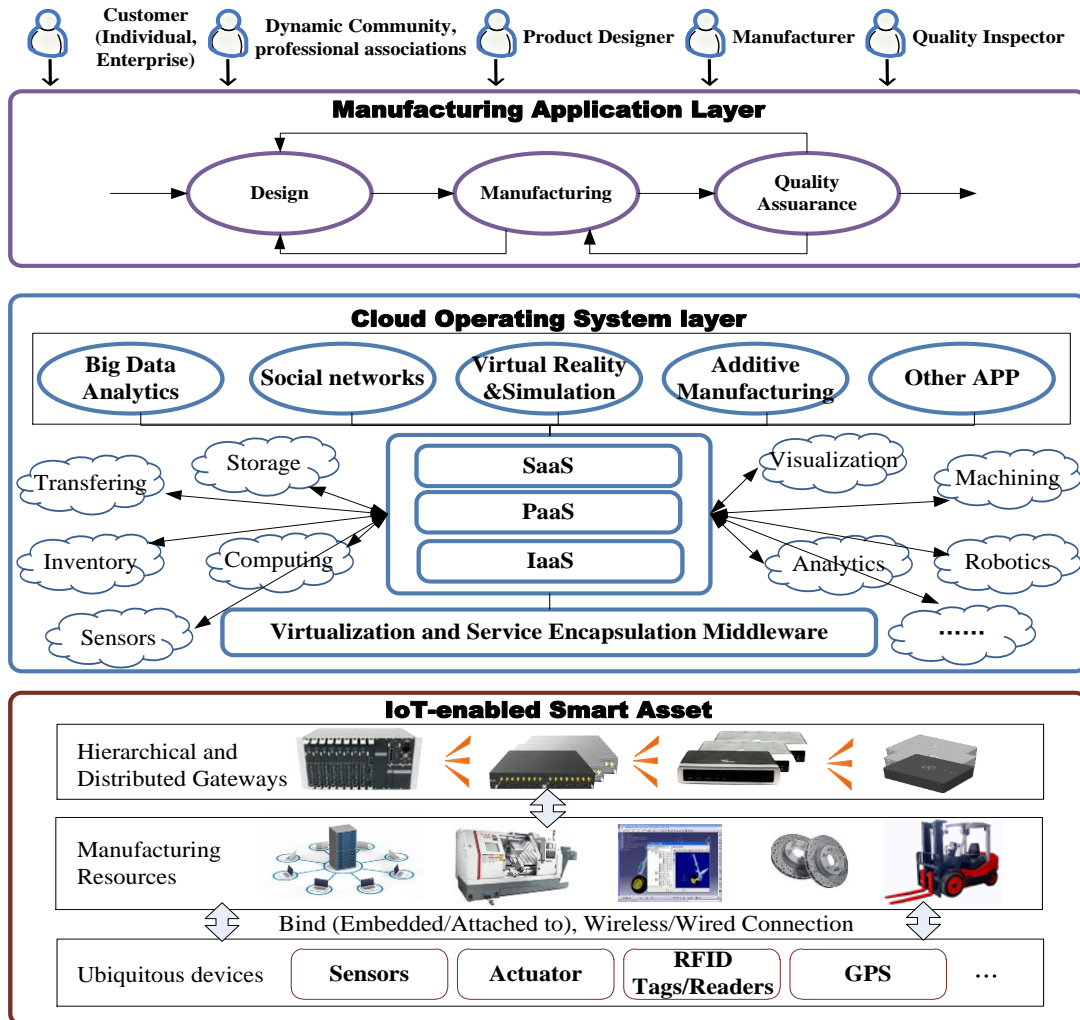 Customer
(Individual,
Enterprise)
Dynamic Community,
professional associations
Product Designer
Manufacturer
Quality Inspector
Manufacturing Application Layer
Design
Manufacturing
Quality
Assuarance
Cloud Operating System layer
Big Data
Analytics
Social networks
Virtual Reality
&Simulation
Additive
Manufacturing
Other APP
Transfering
Storage
Inventory
Computing
Sensors
SaaS
PaaS
IaaS
Visualization
Machining
Analytics
Robotics
······
Virtualization and Service Encapsulation Middleware
IoT-enabled Smart Asset
Hierarchical and
Distributed Gateways
Manufacturing
Resources
Bind (Embedded/Attached to), Wireless/Wired Connection
Ubiquitous devices
Sensors
Actuator
RFID
Tags/Readers
GPS
...